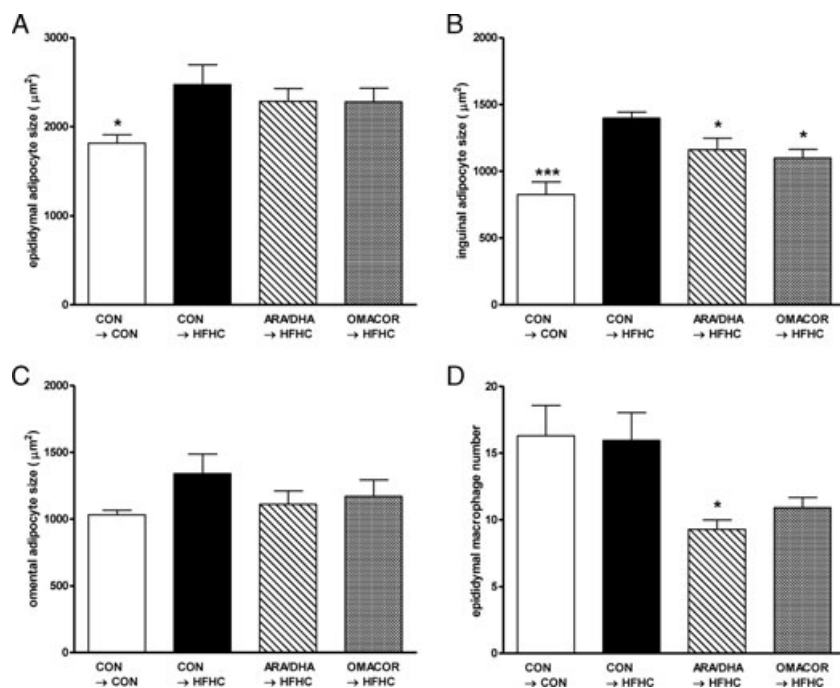 A
epididymal adipocyte size ( μm²)
3000
2000
1000
0
*
CON
→ CON
CON
→ HFHC
ARA/DHA
→ HFHC
OMACOR
→ HFHC
B
inguinal adipocyte size (μm²)
2000
1500
1000
500
0
***
*
*
CON
→ CON
CON
→ HFHC
ARA/DHA
→ HFHC
OMACOR
→ HFHC
C
omental adipocyte size ( μm²)
2000
1500
1000
500
0
CON
→ CON
CON
→ HFHC
ARA/DHA
→ HFHC
OMACOR
→ HFHC
D
epididymal macrophage number
20
15
10
5
0
*
CON
→ CON
CON
→ HFHC
ARA/DHA
→ HFHC
OMACOR
→ HFHC